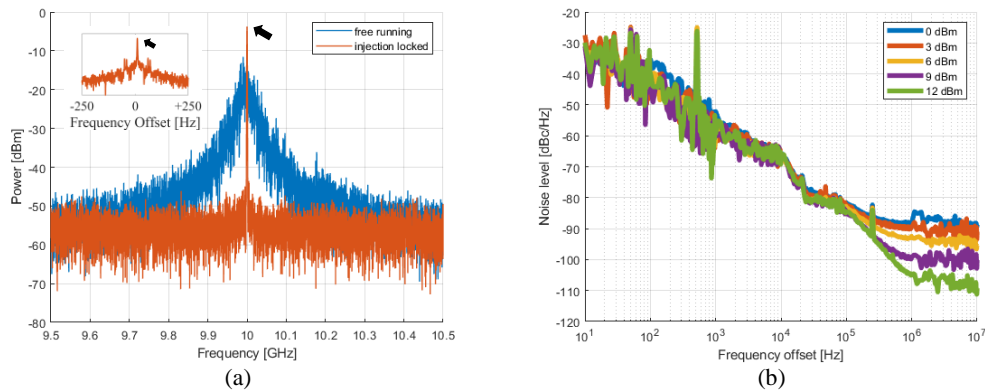 0
-10
-20
-30
-40
-50
-60
-70
-80
Power [dBm]
9.5 9.6 9.7 9.8 9.9 10 10.1 10.2 10.3 10.4 10.5
Frequency [GHz]
free running
injection locked
-250 0 +250
Frequency Offset [Hz]
(a)
-20
-30
-40
-50
-60
-70
-80
-90
-100
-110
-120
Noise level [dBc/Hz]
10^1 10^2 10^3 10^4 10^5 10^6 10^7
Frequency offset [Hz]
0 dBm
3 dBm
6 dBm
9 dBm
12 dBm
(b)